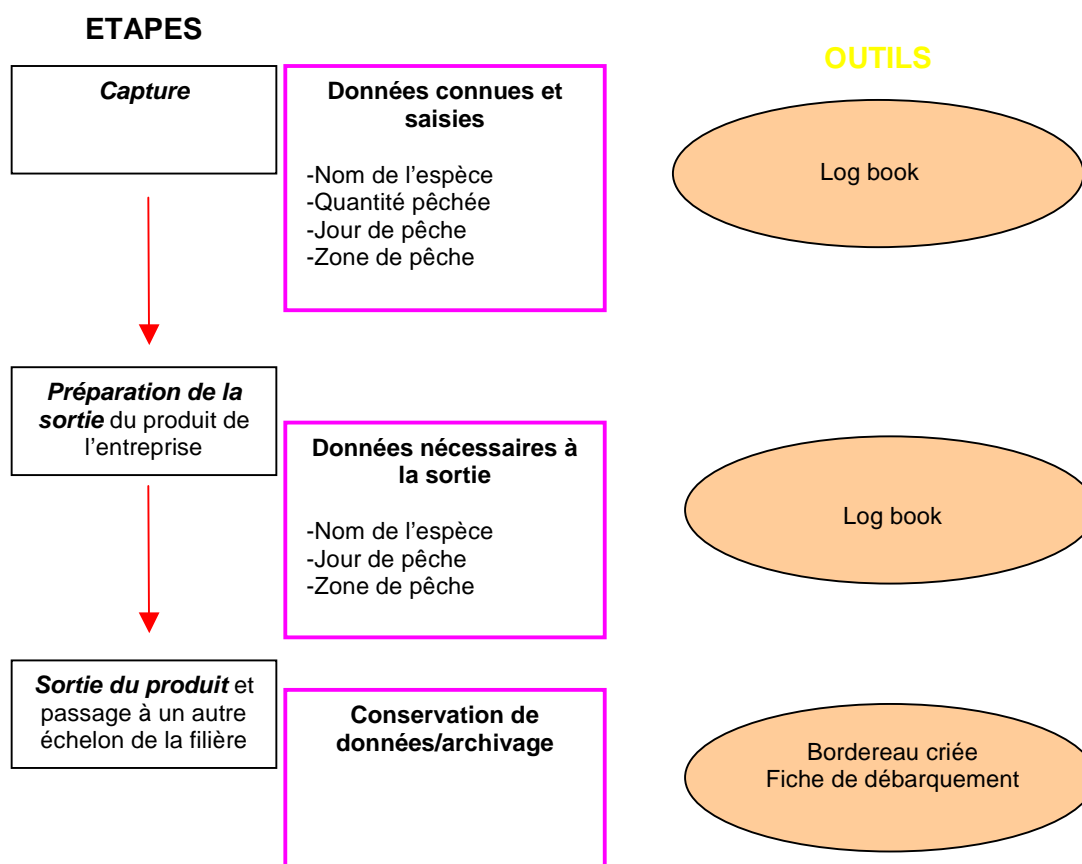 ETAPES
OUTILS
Capture
Données connues et
saisies
-Nom de l'espèce
-Quantité pêchée
-Jour de pêche
-Zone de pêche
Log book
Préparation de la
sortie du produit de
l'entreprise
Données nécessaires à
la sortie
-Nom de l'espèce
-Jour de pêche
-Zone de pêche
Log book
Sortie du produit et
passage à un autre
échelon de la filière
Conservation de
données/archivage
Bordereau criée
Fiche de débarquement